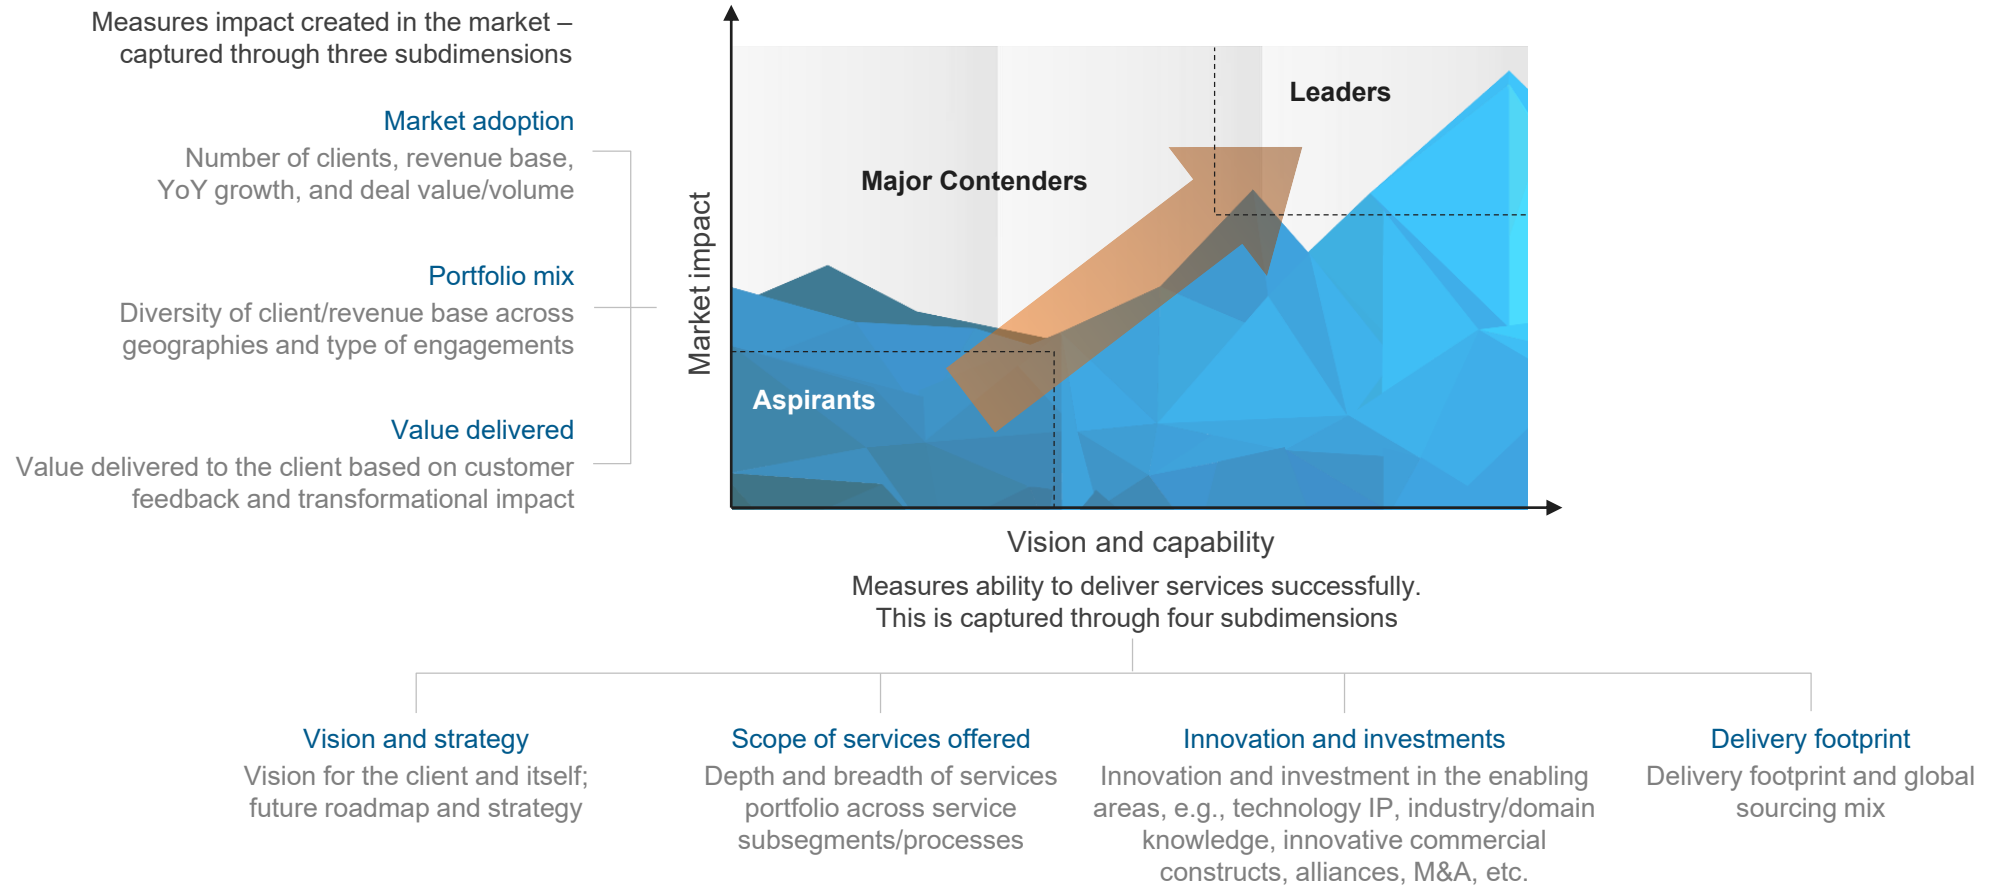 Measures impact created in the market –
captured through three subdimensions
Market adoption
Number of clients, revenue base,
YoY growth, and deal value/volume
Portfolio mix
Diversity of client/revenue base across
geographies and type of engagements
Value delivered
Value delivered to the client based on customer
feedback and transformational impact
Market impact
Leaders
Major Contenders
Aspirants
Vision and capability
Measures ability to deliver services successfully.
This is captured through four subdimensions
Vision and strategy
Vision for the client and itself;
future roadmap and strategy
Scope of services offered
Depth and breadth of services
portfolio across service
subsegments/processes
Innovation and investments
Innovation and investment in the enabling
areas, e.g., technology IP, industry/domain
knowledge, innovative commercial
constructs, alliances, M&A, etc.
Delivery footprint
Delivery footprint and global
sourcing mix